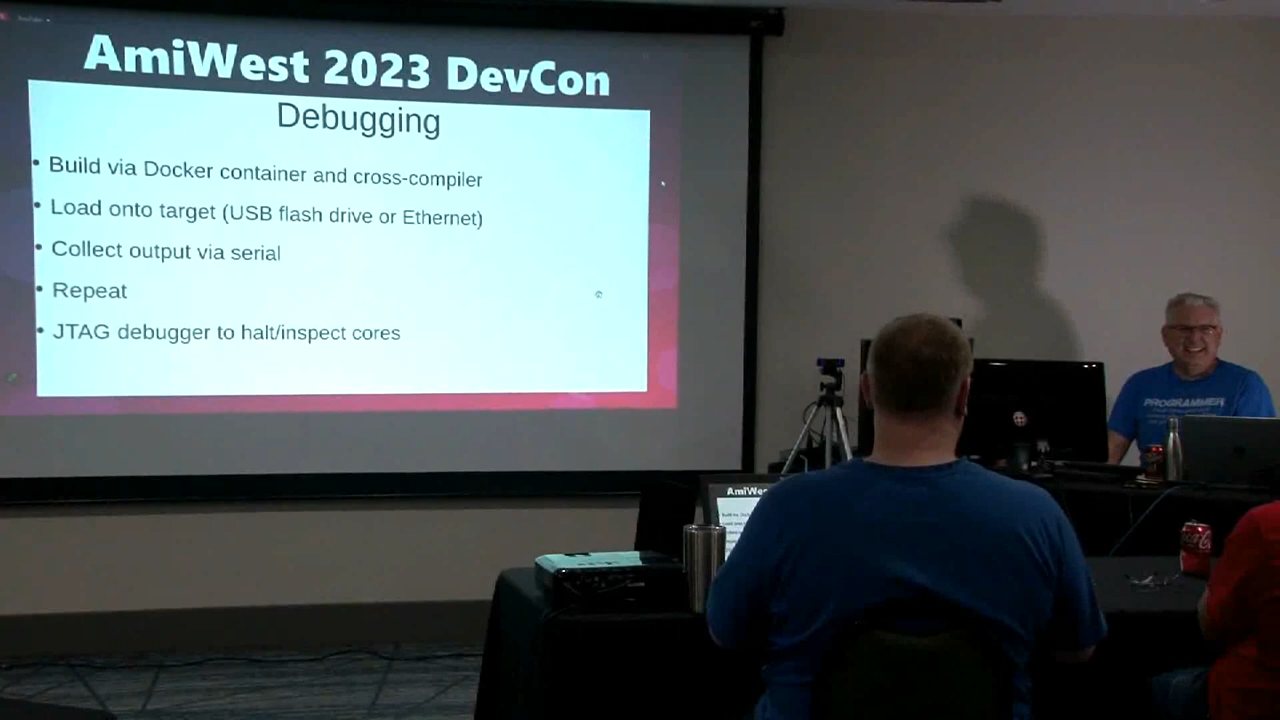 AmiWest 2023 DevCon
Debugging
• Build via Docker container and cross-compiler
• Load onto target (USB flash drive or Ethernet)
• Collect output via serial
• Repeat
• JTAG debugger to halt/inspect cores
PROGRAMMER
AmiWes